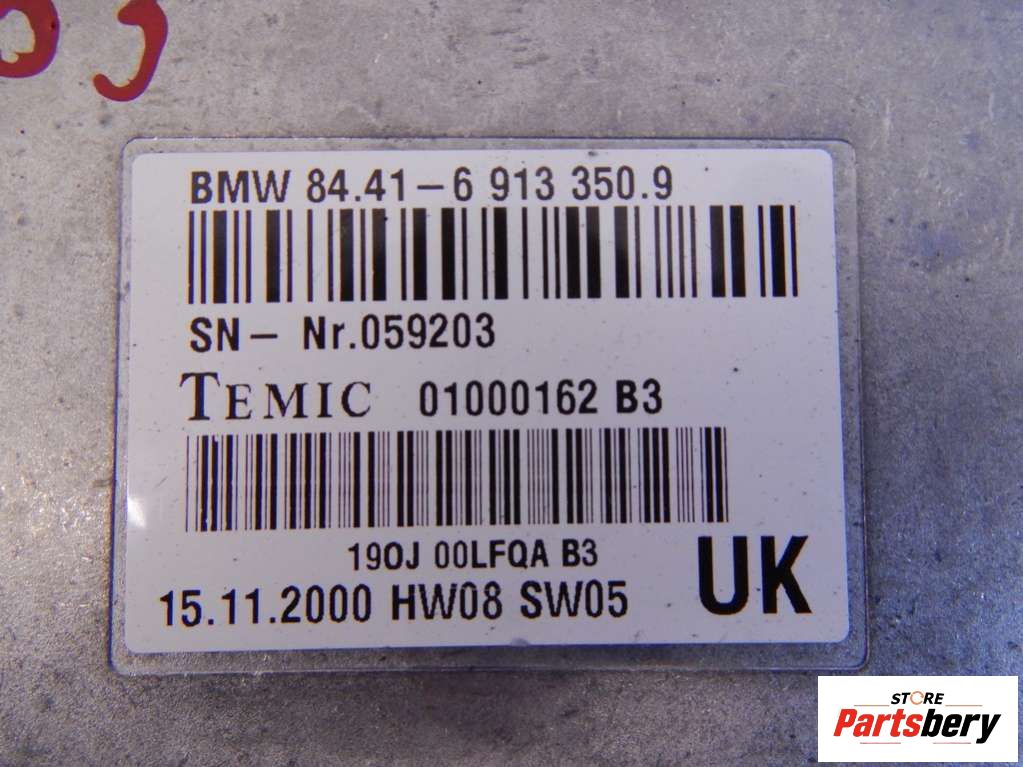 BMW 84.41-6 913 350.9
SN- Nr.059203
TEMIC 01000162 B3
190J 00LFQA B3
15.11.2000 HW08 SW05 UK
STORE
Partsbery